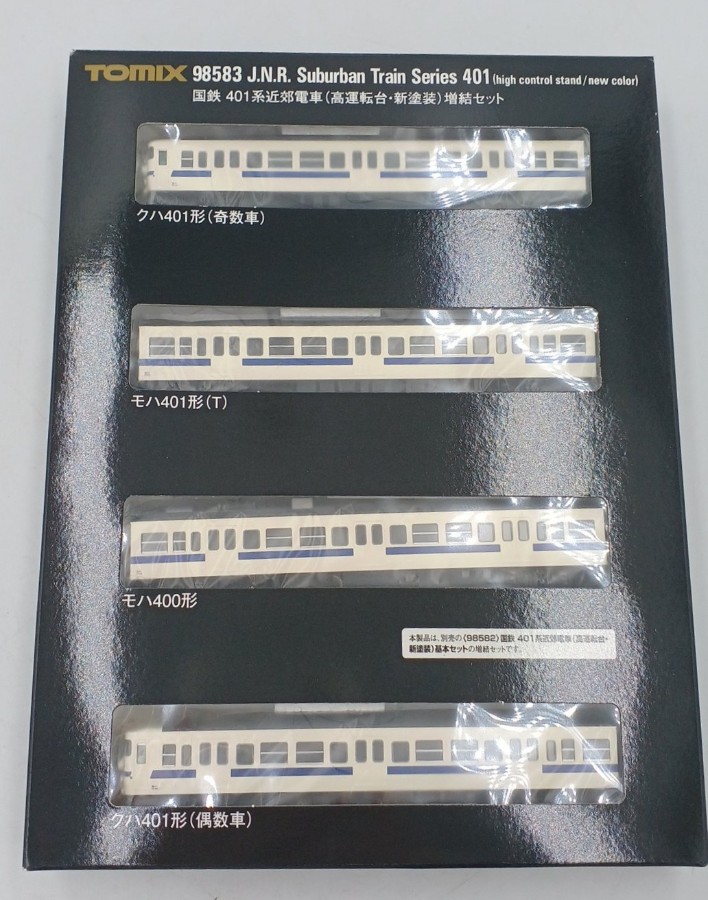 TOMIX 98583 J.N.R. Suburban Train Series 401 (high control stand/new color)
国鉄 401系近郊電車(高運転台・新塗装)増結セット
クハ401形(奇数車)
モハ401形(T)
モハ400形
本製品は、別売の〈98582〉国鉄 401系近郊電車(高運転台・
新塗装)基本セットの増結セットです。
クハ401形(偶数車)